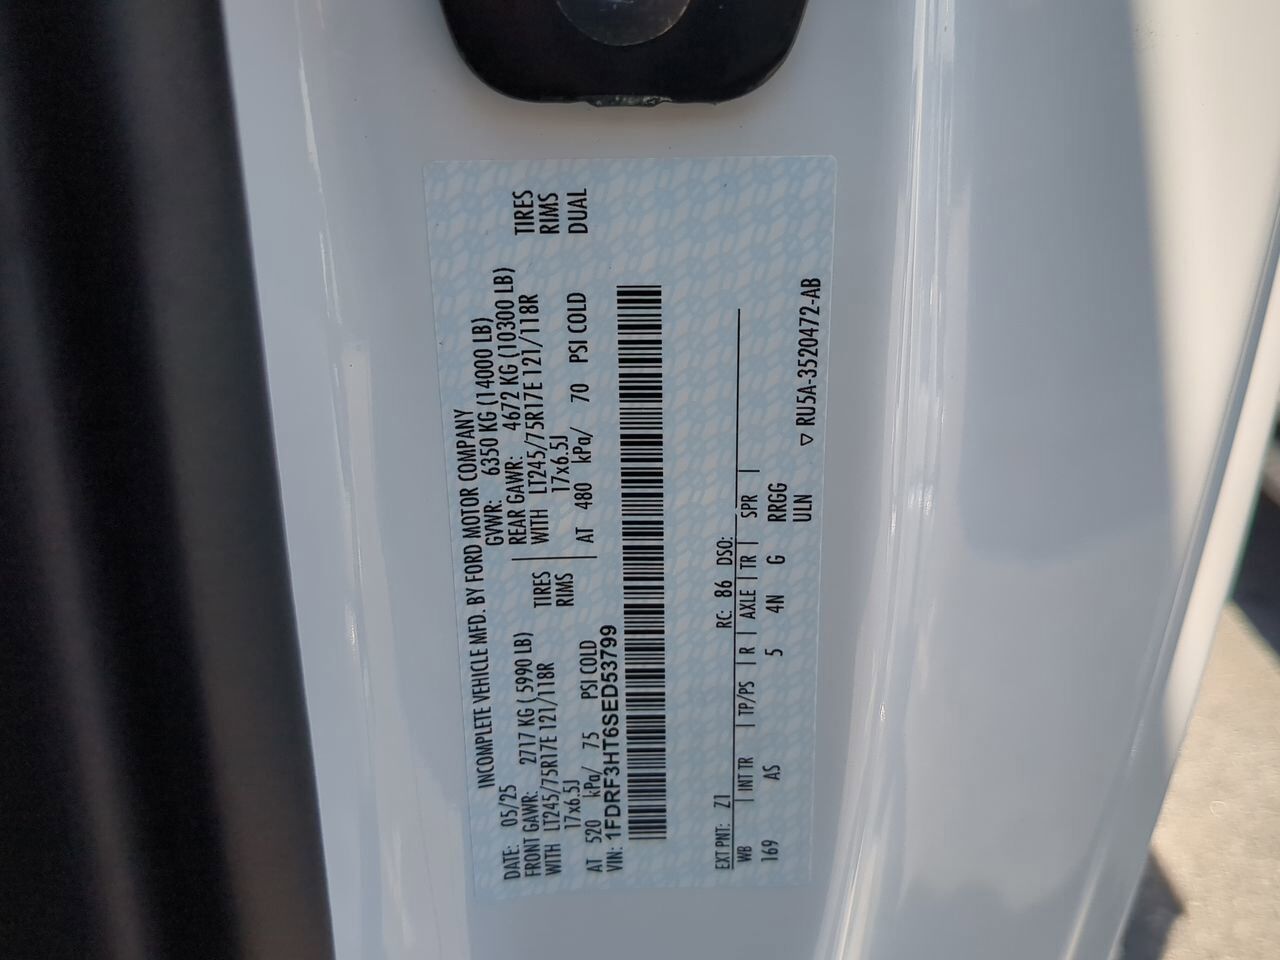 INCOMPLETE VEHICLE MFD. BY FORD MOTOR COMPANY
DATE: 05/25 GVWR: 6350 KG (14000 LB)
FRONT GAWR: 2717 KG ( 5990 LB) REAR GAWR: 4672 KG (10300 LB)
WITH LT245/75R17E 121/118R TIRES WITH LT245/75R17E 121/118R TIRES
17x6.5J RIMS 17x6.5J RIMS
AT 520 kPa/ 75 PSI COLD AT 480 kPa/ 70 PSI COLD DUAL
VIN: 1FDRF3HT6SED53799
EXT PNT: Z1 RC: 86 DSO:
WB INT TR TP/PS R AXLE TR SPR
169 AS 5 4N G RRGG
ULN
▽ RU5A-3520472-AB